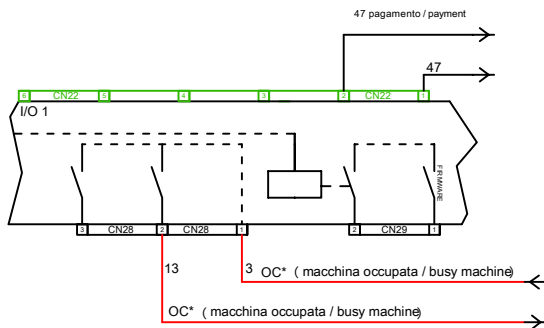 47 pagamento / payment
47
6 CN22 5 4 3 2 CN22 1
I/O 1
FIRMWARE
3 CN28 2 CN28 1
2 CN29 1
13
3 OC* ( macchina occupata / busy machine)
OC* ( macchina occupata / busy machine)